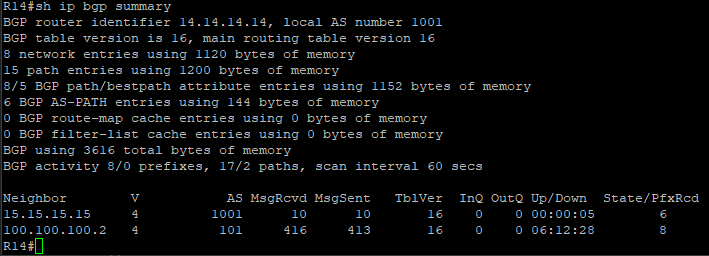 R14#sh ip bgp summary
BGP router identifier 14.14.14.14, local AS number 1001
BGP table version is 16, main routing table version 16
8 network entries using 1120 bytes of memory
15 path entries using 1200 bytes of memory
8/5 BGP path/bestpath attribute entries using 1152 bytes of memory
6 BGP AS-PATH entries using 144 bytes of memory
0 BGP route-map cache entries using 0 bytes of memory
0 BGP filter-list cache entries using 0 bytes of memory
BGP using 3616 total bytes of memory
BGP activity 8/0 prefixes, 17/2 paths, scan interval 60 secs
Neighbor V AS MsgRcvd MsgSent TblVer InQ OutQ Up/Down State/PfxRcd
15.15.15.15 4 1001 10 10 16 0 0 00:00:05 6
100.100.100.2 4 101 416 413 16 0 0 06:12:28 8
R14#